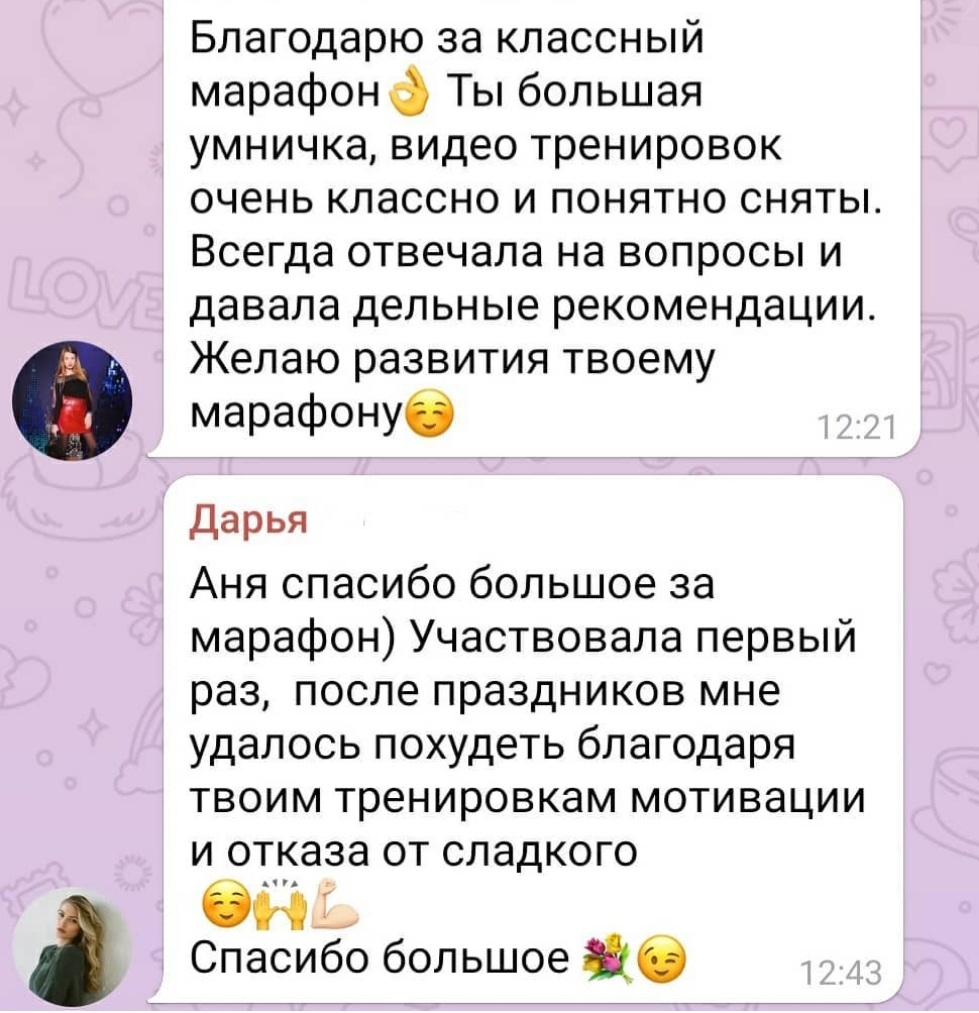 Благодарю за классный
марафон👌 Ты большая
умничка, видео тренировок
очень классно и понятно сняты.
Всегда отвечала на вопросы и
давала дельные рекомендации.
Желаю развития твоему
марафону☺️
12:21
Дарья
Аня спасибо большое за
марафон) Участвовала первый
раз,  после праздников мне
удалось похудеть благодаря
твоим тренировкам мотивации
и отказа от сладкого
☺️🙌💪🏻
Спасибо большое 💐😉
12:43
LOVE